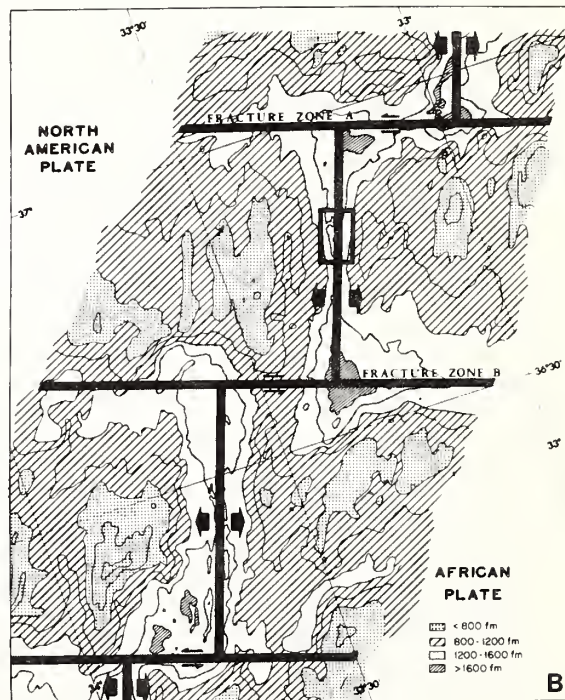 33°30'
33°
FRACTURE ZONE A
NORTH
AMERICAN
PLATE
37°
FRACTURE ZONE B
36°30'
33°
AFRICAN
PLATE
< 800 fm
800 - 1200 fm
1200 - 1600 fm
> 1600 fm
33°30'
B